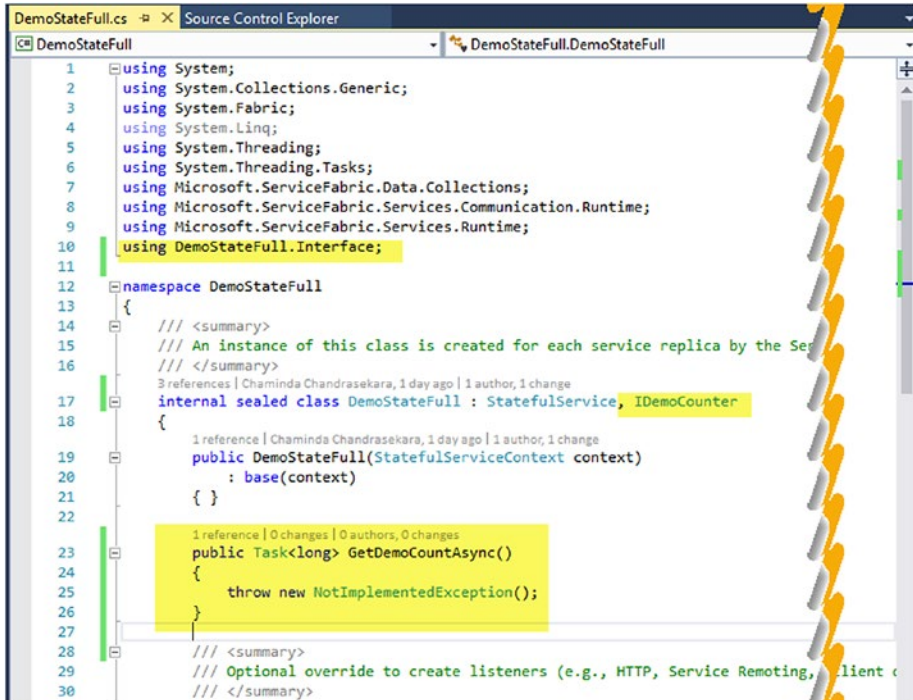 DemoStateFull.cs Source Control Explorer
C# DemoStateFull DemoStateFull.DemoStateFull
1 using System;
2 using System.Collections.Generic;
3 using System.Fabric;
4 using System.Linq;
5 using System.Threading;
6 using System.Threading.Tasks;
7 using Microsoft.ServiceFabric.Data.Collections;
8 using Microsoft.ServiceFabric.Services.Communication.Runtime;
9 using Microsoft.ServiceFabric.Services.Runtime;
10 using DemoStateFull.Interface;
11
12 namespace DemoStateFull
13 {
14 /// <summary>
15 /// An instance of this class is created for each service replica by the
16 /// </summary>
3 references | Chaminda Chandrasekara, 1 day ago | 1 author, 1 change
17 internal sealed class DemoStateFull : StatefulService, IDemoCounter
18 {
1 reference | Chaminda Chandrasekara, 1 day ago | 1 author, 1 change
19 public DemoStateFull(StatefulServiceContext context)
20 : base(context)
21 { }
22
1 reference | 0 changes | 0 authors, 0 changes
23 public Task<long> GetDemoCountAsync()
24 {
25 throw new NotImplementedException();
26 }
27
28 /// <summary>
29 /// Optional override to create listeners (e.g., HTTP, Service Remoting,
30 /// </summary>